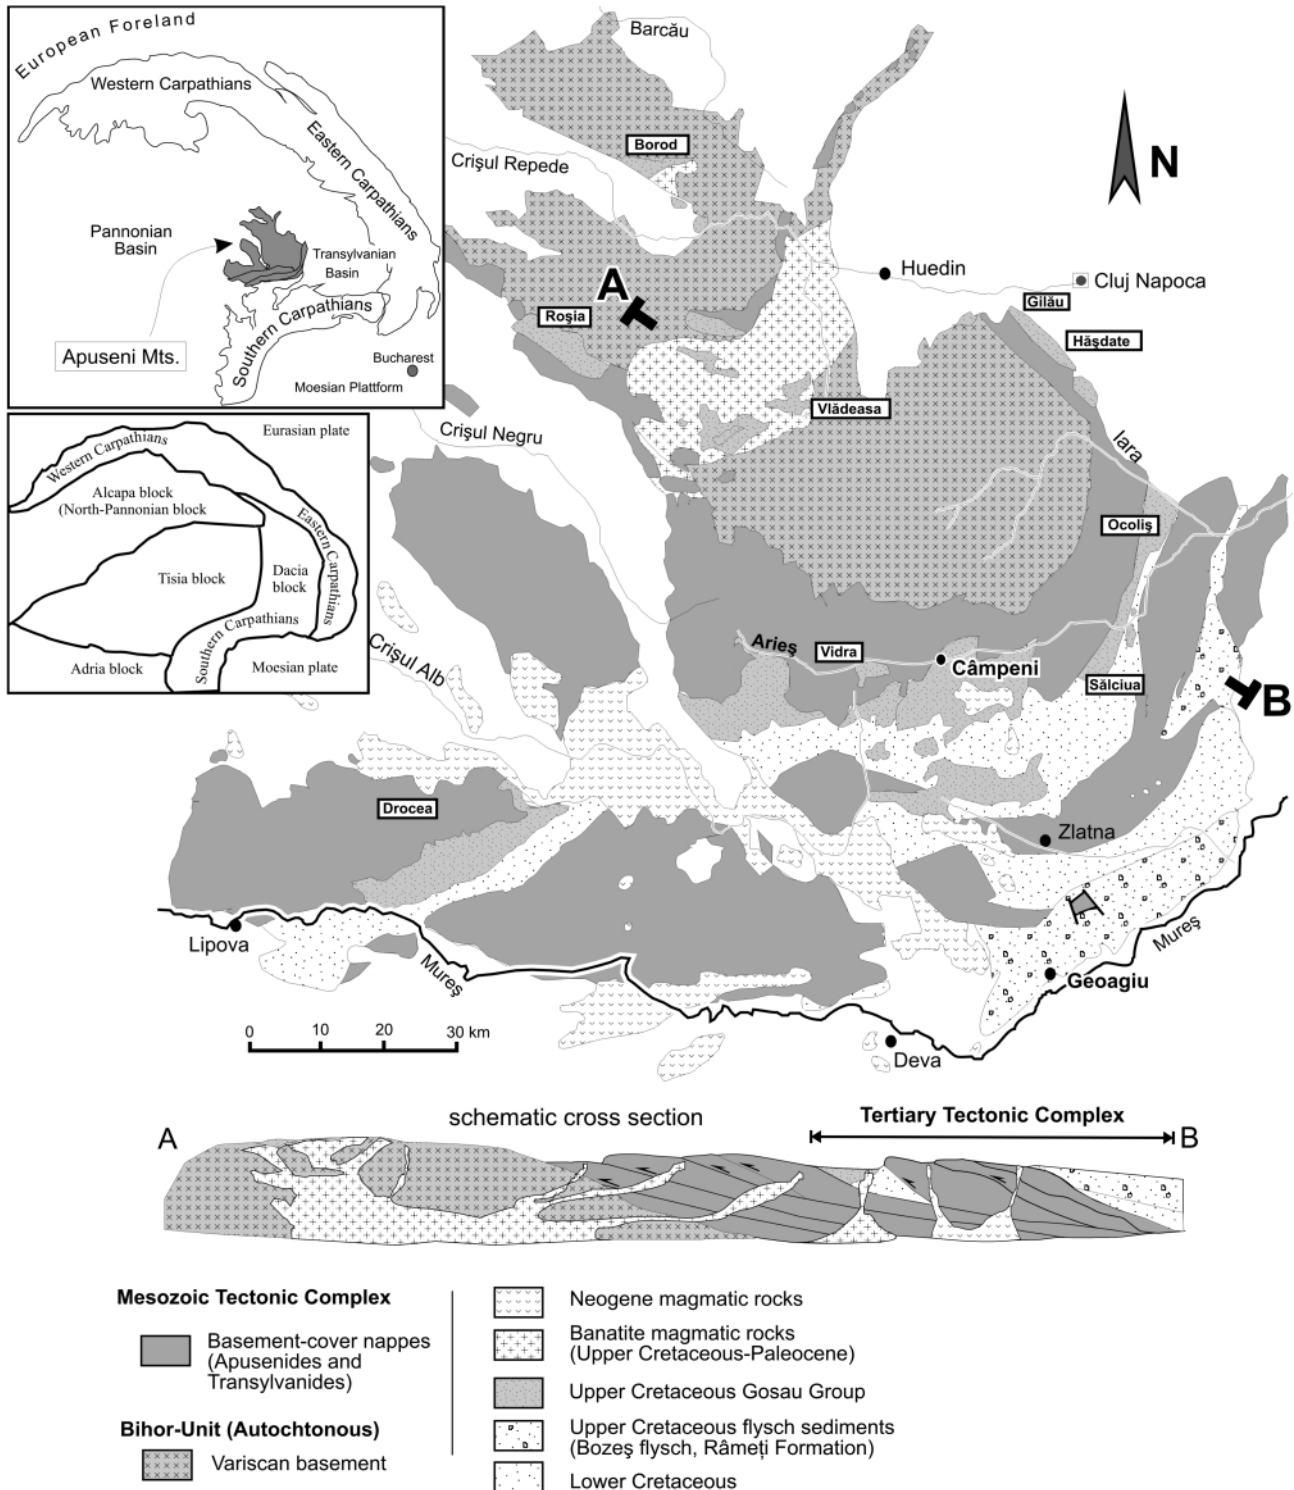 European Foreland
Western Carpathians
Eastern Carpathians
Pannonian
Basin
Transylvanian
Basin
Southern Carpathians
Apuseni Mts.
Bucharest
Moesian Plattform
Eurasian plate
Western Carpathians
Alcapa block
(North-Pannonian block
Eastern Carpathians
Tisia block
Dacia
block
Southern Carpathians
Adria block
Moesian plate
Barcău
Borod
Crişul Repede
N
Huedin
Cluj Napoca
A
Gilău
Roşia
Hăşdate
Vlădeasa
Crişul Negru
Iara
Ocoliş
Arieş
Vidra
Câmpeni
Crişul Alb
Sălciua
B
Drocea
Zlatna
Lipova
Mureş
Mureş
Geoagiu
0 10 20 30 km
Deva
schematic cross section
Tertiary Tectonic Complex
A
B
Mesozoic Tectonic Complex
Basement-cover nappes
(Apusenides and
Transylvanides)
Bihor-Unit (Autochtonous)
Variscan basement
Neogene magmatic rocks
Banatite magmatic rocks
(Upper Cretaceous-Paleocene)
Upper Cretaceous Gosau Group
Upper Cretaceous flysch sediments
(Bozeş flysch, Râmeţi Formation)
Lower Cretaceous